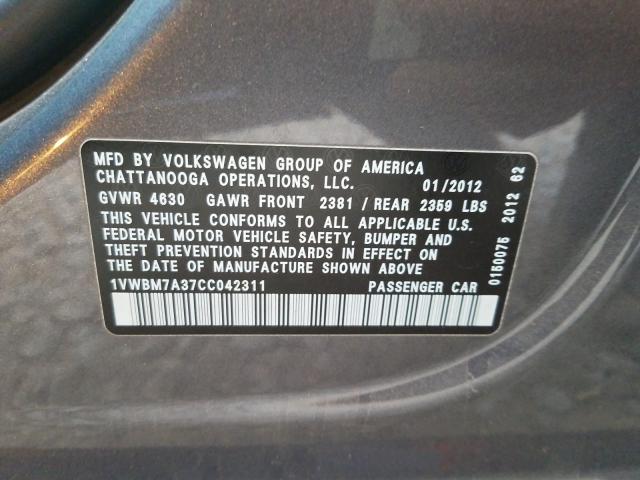 MFD BY VOLKSWAGEN GROUP OF AMERICA
CHATTANOOGA OPERATIONS, LLC. 01/2012
GVWR 4630 GAWR FRONT 2381 / REAR 2359 LBS
THIS VEHICLE CONFORMS TO ALL APPLICABLE U.S.
FEDERAL MOTOR VEHICLE SAFETY, BUMPER AND
THEFT PREVENTION STANDARDS IN EFFECT ON
THE DATE OF MANUFACTURE SHOWN ABOVE
1VWBM7A37CC042311 PASSENGER CAR
0150075 2012 62